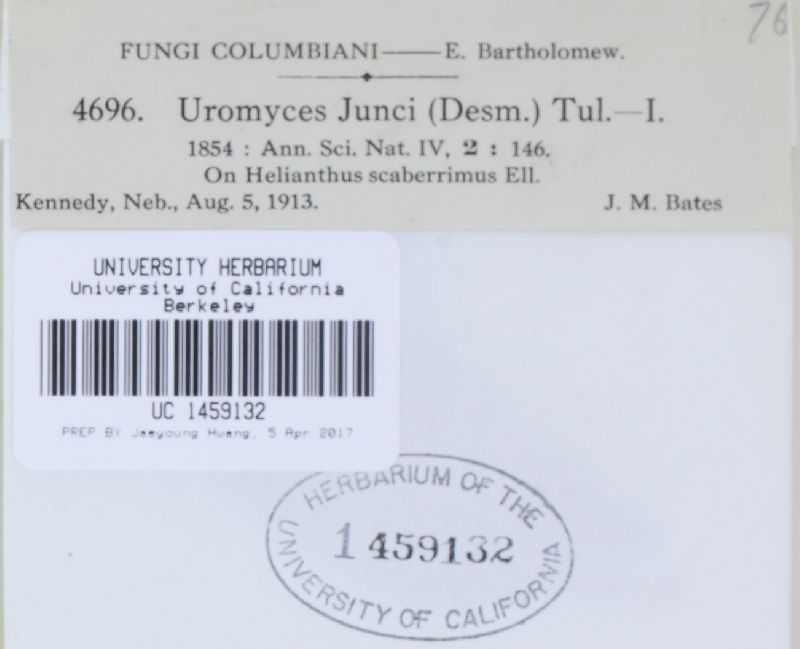 76
FUNGI COLUMBIANI——E. Bartholomew.
4696. Uromyces Junci (Desm.) Tul.—I.
1854 : Ann. Sci. Nat. IV, 2 : 146.
On Helianthus scaberrimus Ell.
Kennedy, Neb., Aug. 5, 1913. J. M. Bates
UNIVERSITY HERBARIUM
University of California
Berkeley
UC 1459132
PREP BY Jaeyoung Hwang, 5 Apr 2017
HERBARIUM OF THE
1459132
UNIVERSITY OF CALIFORNIA